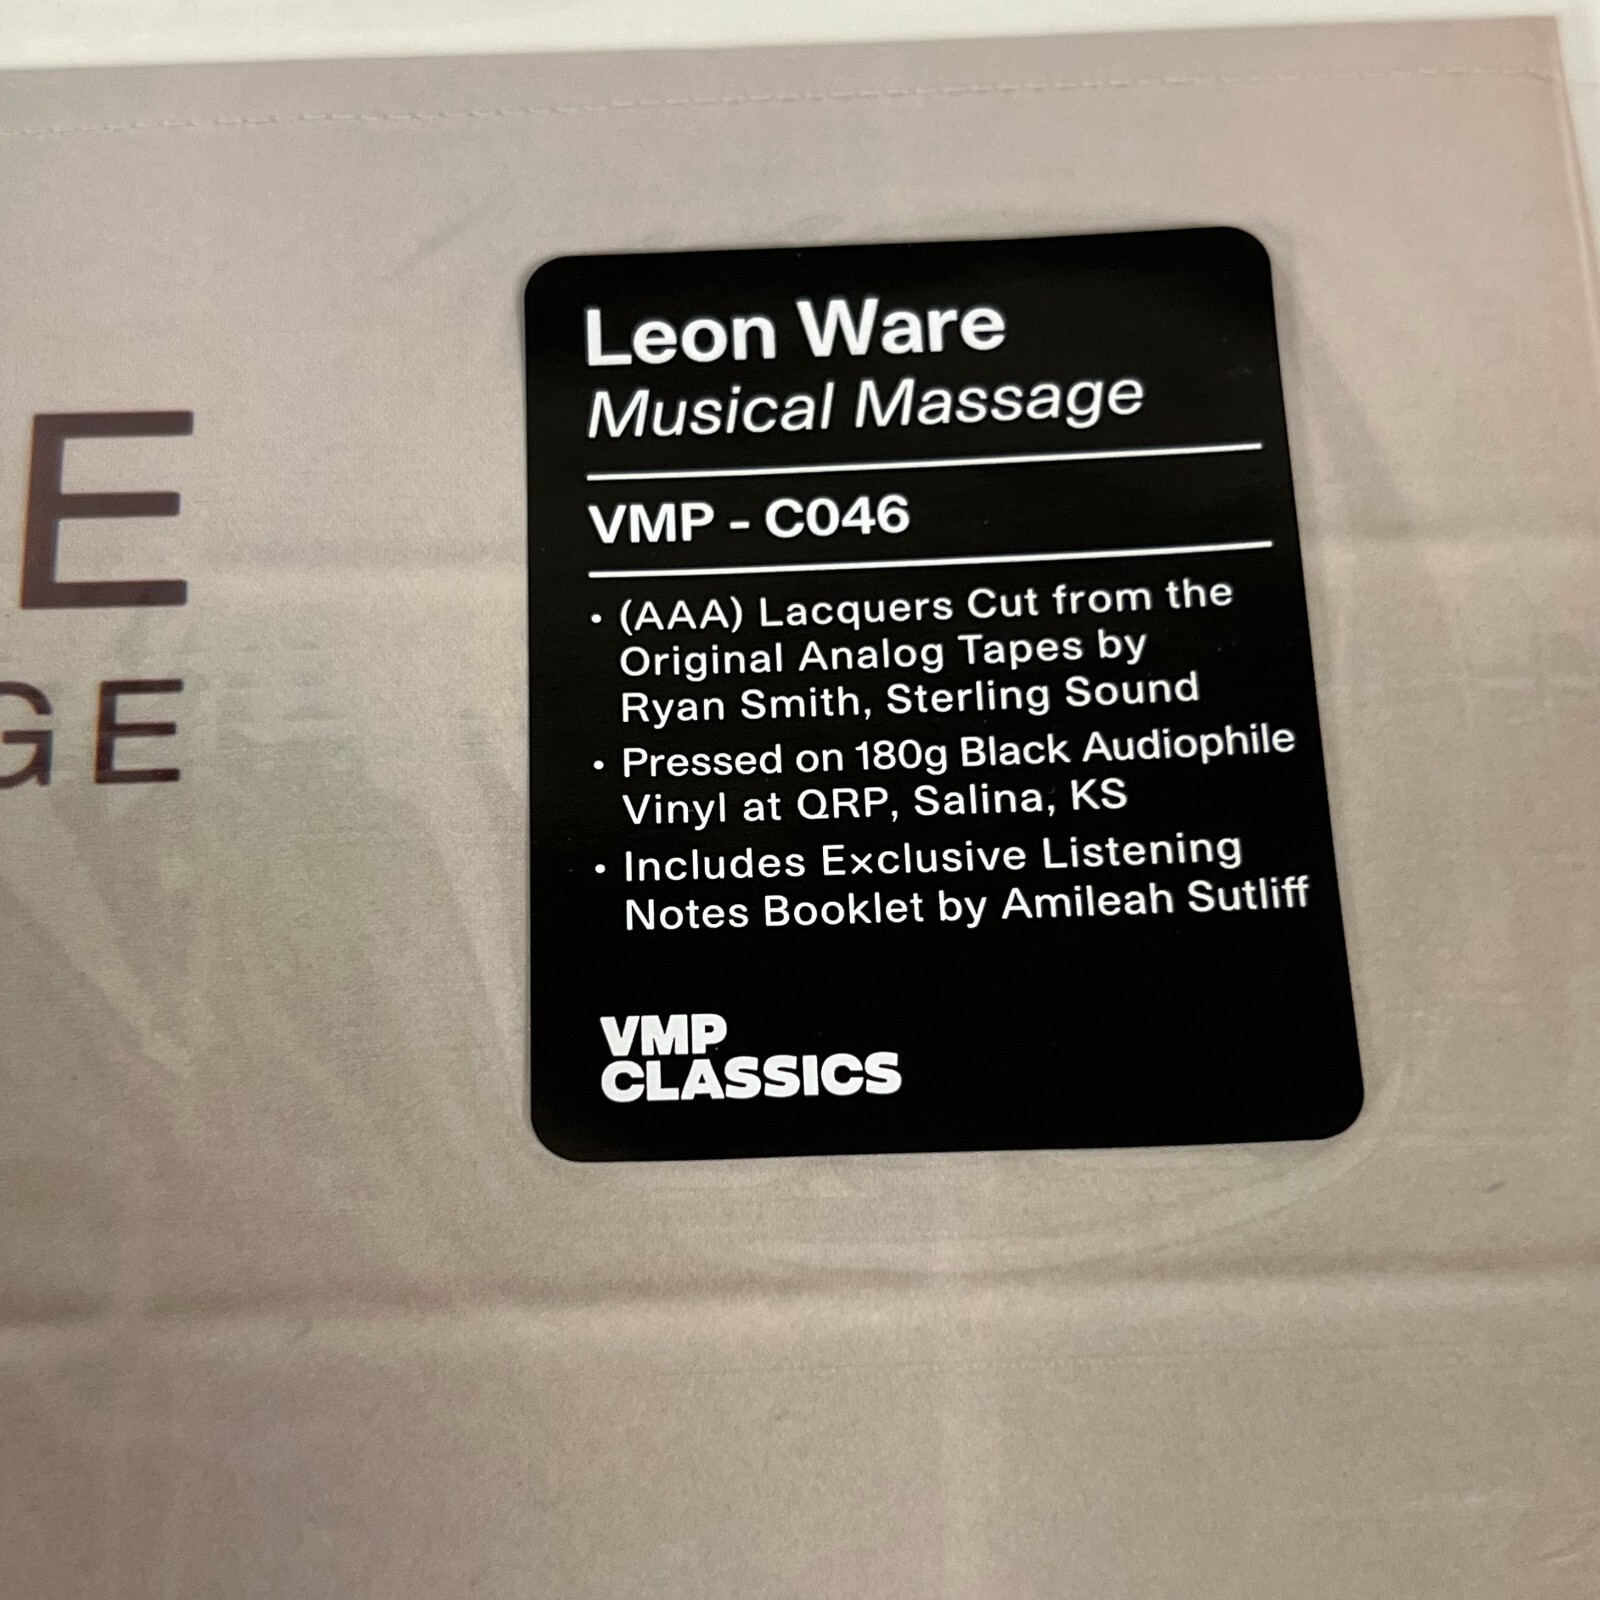 E
GE
Leon Ware
Musical Massage
VMP - C046
• (AAA) Lacquers Cut from the
Original Analog Tapes by
Ryan Smith, Sterling Sound
• Pressed on 180g Black Audiophile
Vinyl at QRP, Salina, KS
• Includes Exclusive Listening
Notes Booklet by Amileah Sutliff
VMP
CLASSICS